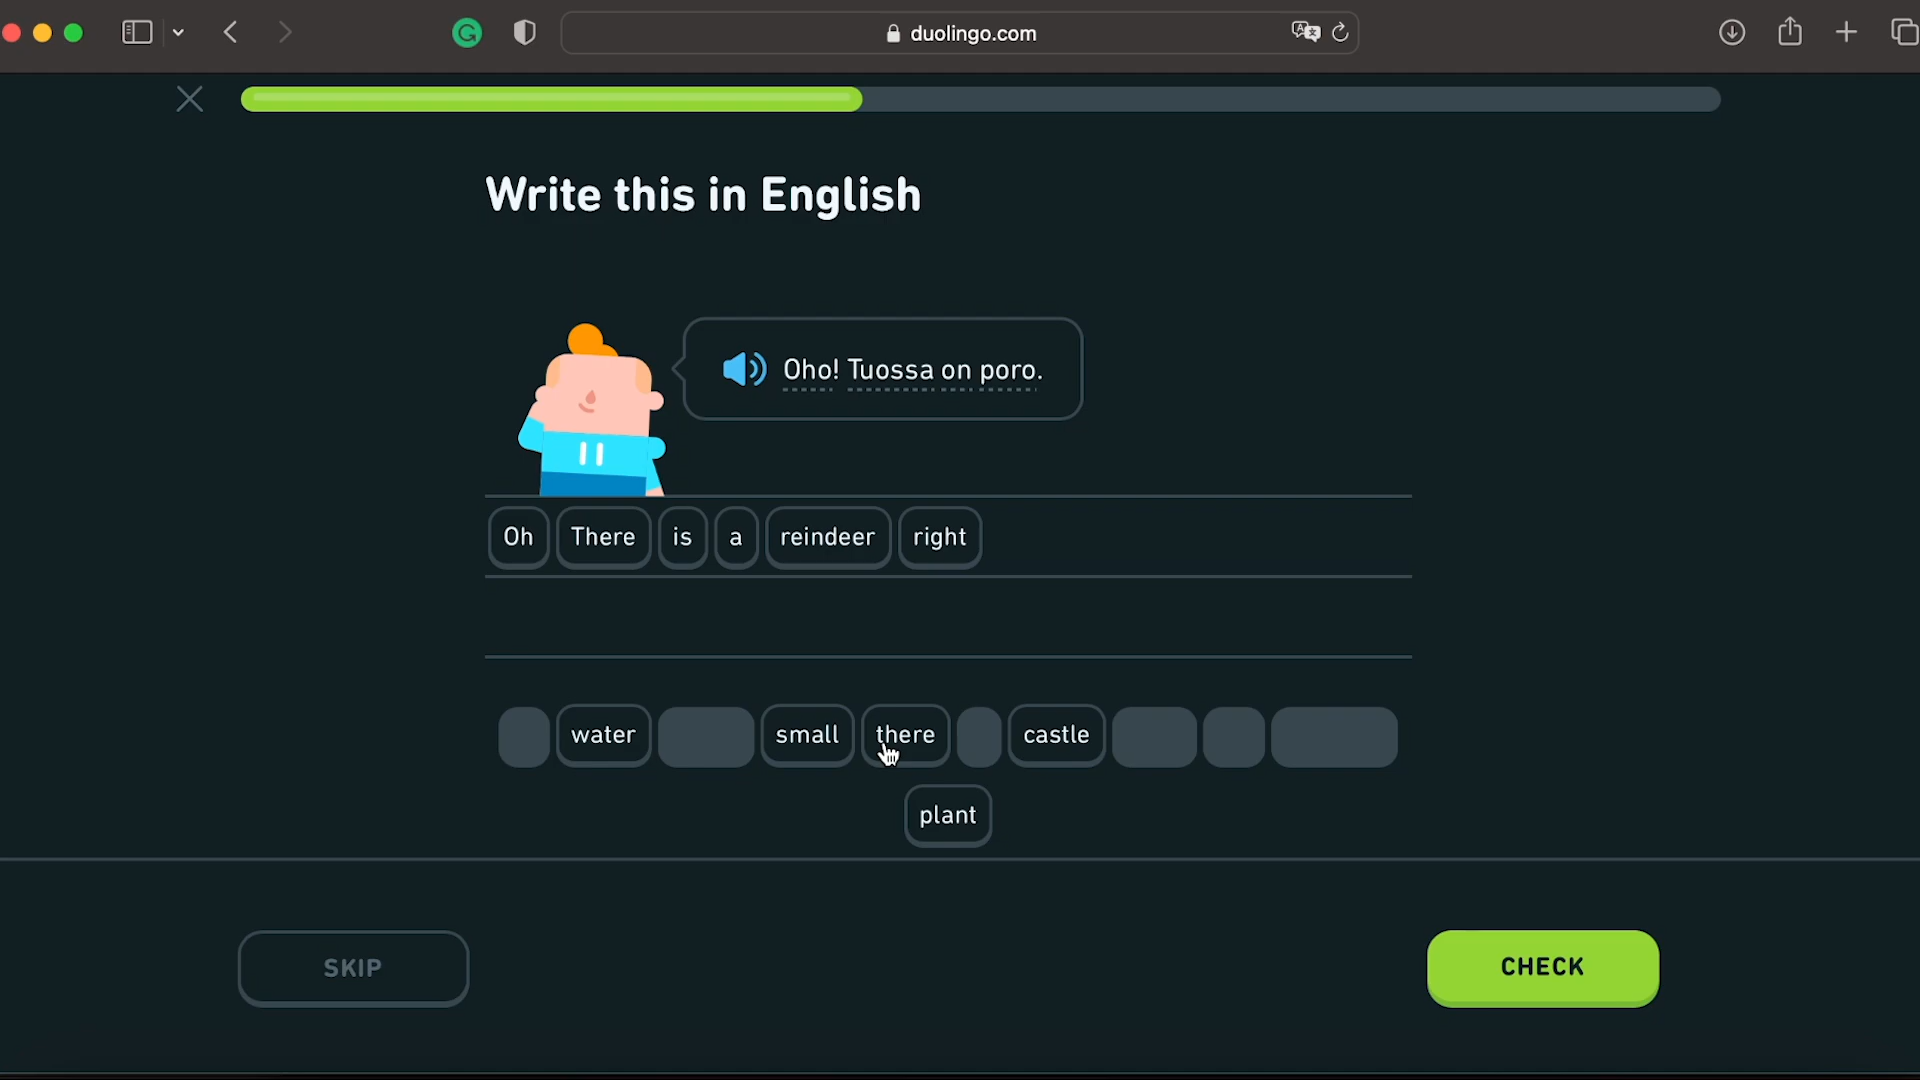 duolingo.com
Write this in English
Oho! Tuossa on poro.
Oh There is a reindeer right
water small there castle
plant
SKIP CHECK